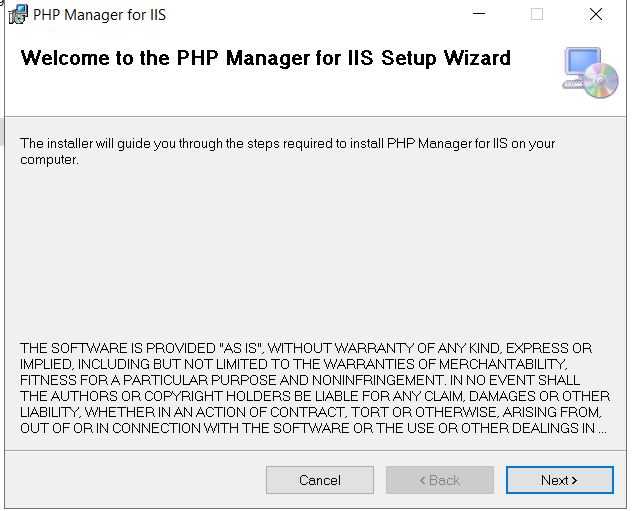 PHP Manager for IIS
Welcome to the PHP Manager for IIS Setup Wizard
The installer will guide you through the steps required to install PHP Manager for IIS on your
computer.
THE SOFTWARE IS PROVIDED "AS IS", WITHOUT WARRANTY OF ANY KIND, EXPRESS OR
IMPLIED, INCLUDING BUT NOT LIMITED TO THE WARRANTIES OF MERCHANTABILITY,
FITNESS FOR A PARTICULAR PURPOSE AND NONINFRINGEMENT. IN NO EVENT SHALL
THE AUTHORS OR COPYRIGHT HOLDERS BE LIABLE FOR ANY CLAIM, DAMAGES OR OTHER
LIABILITY, WHETHER IN AN ACTION OF CONTRACT, TORT OR OTHERWISE, ARISING FROM,
OUT OF OR IN CONNECTION WITH THE SOFTWARE OR THE USE OR OTHER DEALINGS IN ...
Cancel < Back Next >